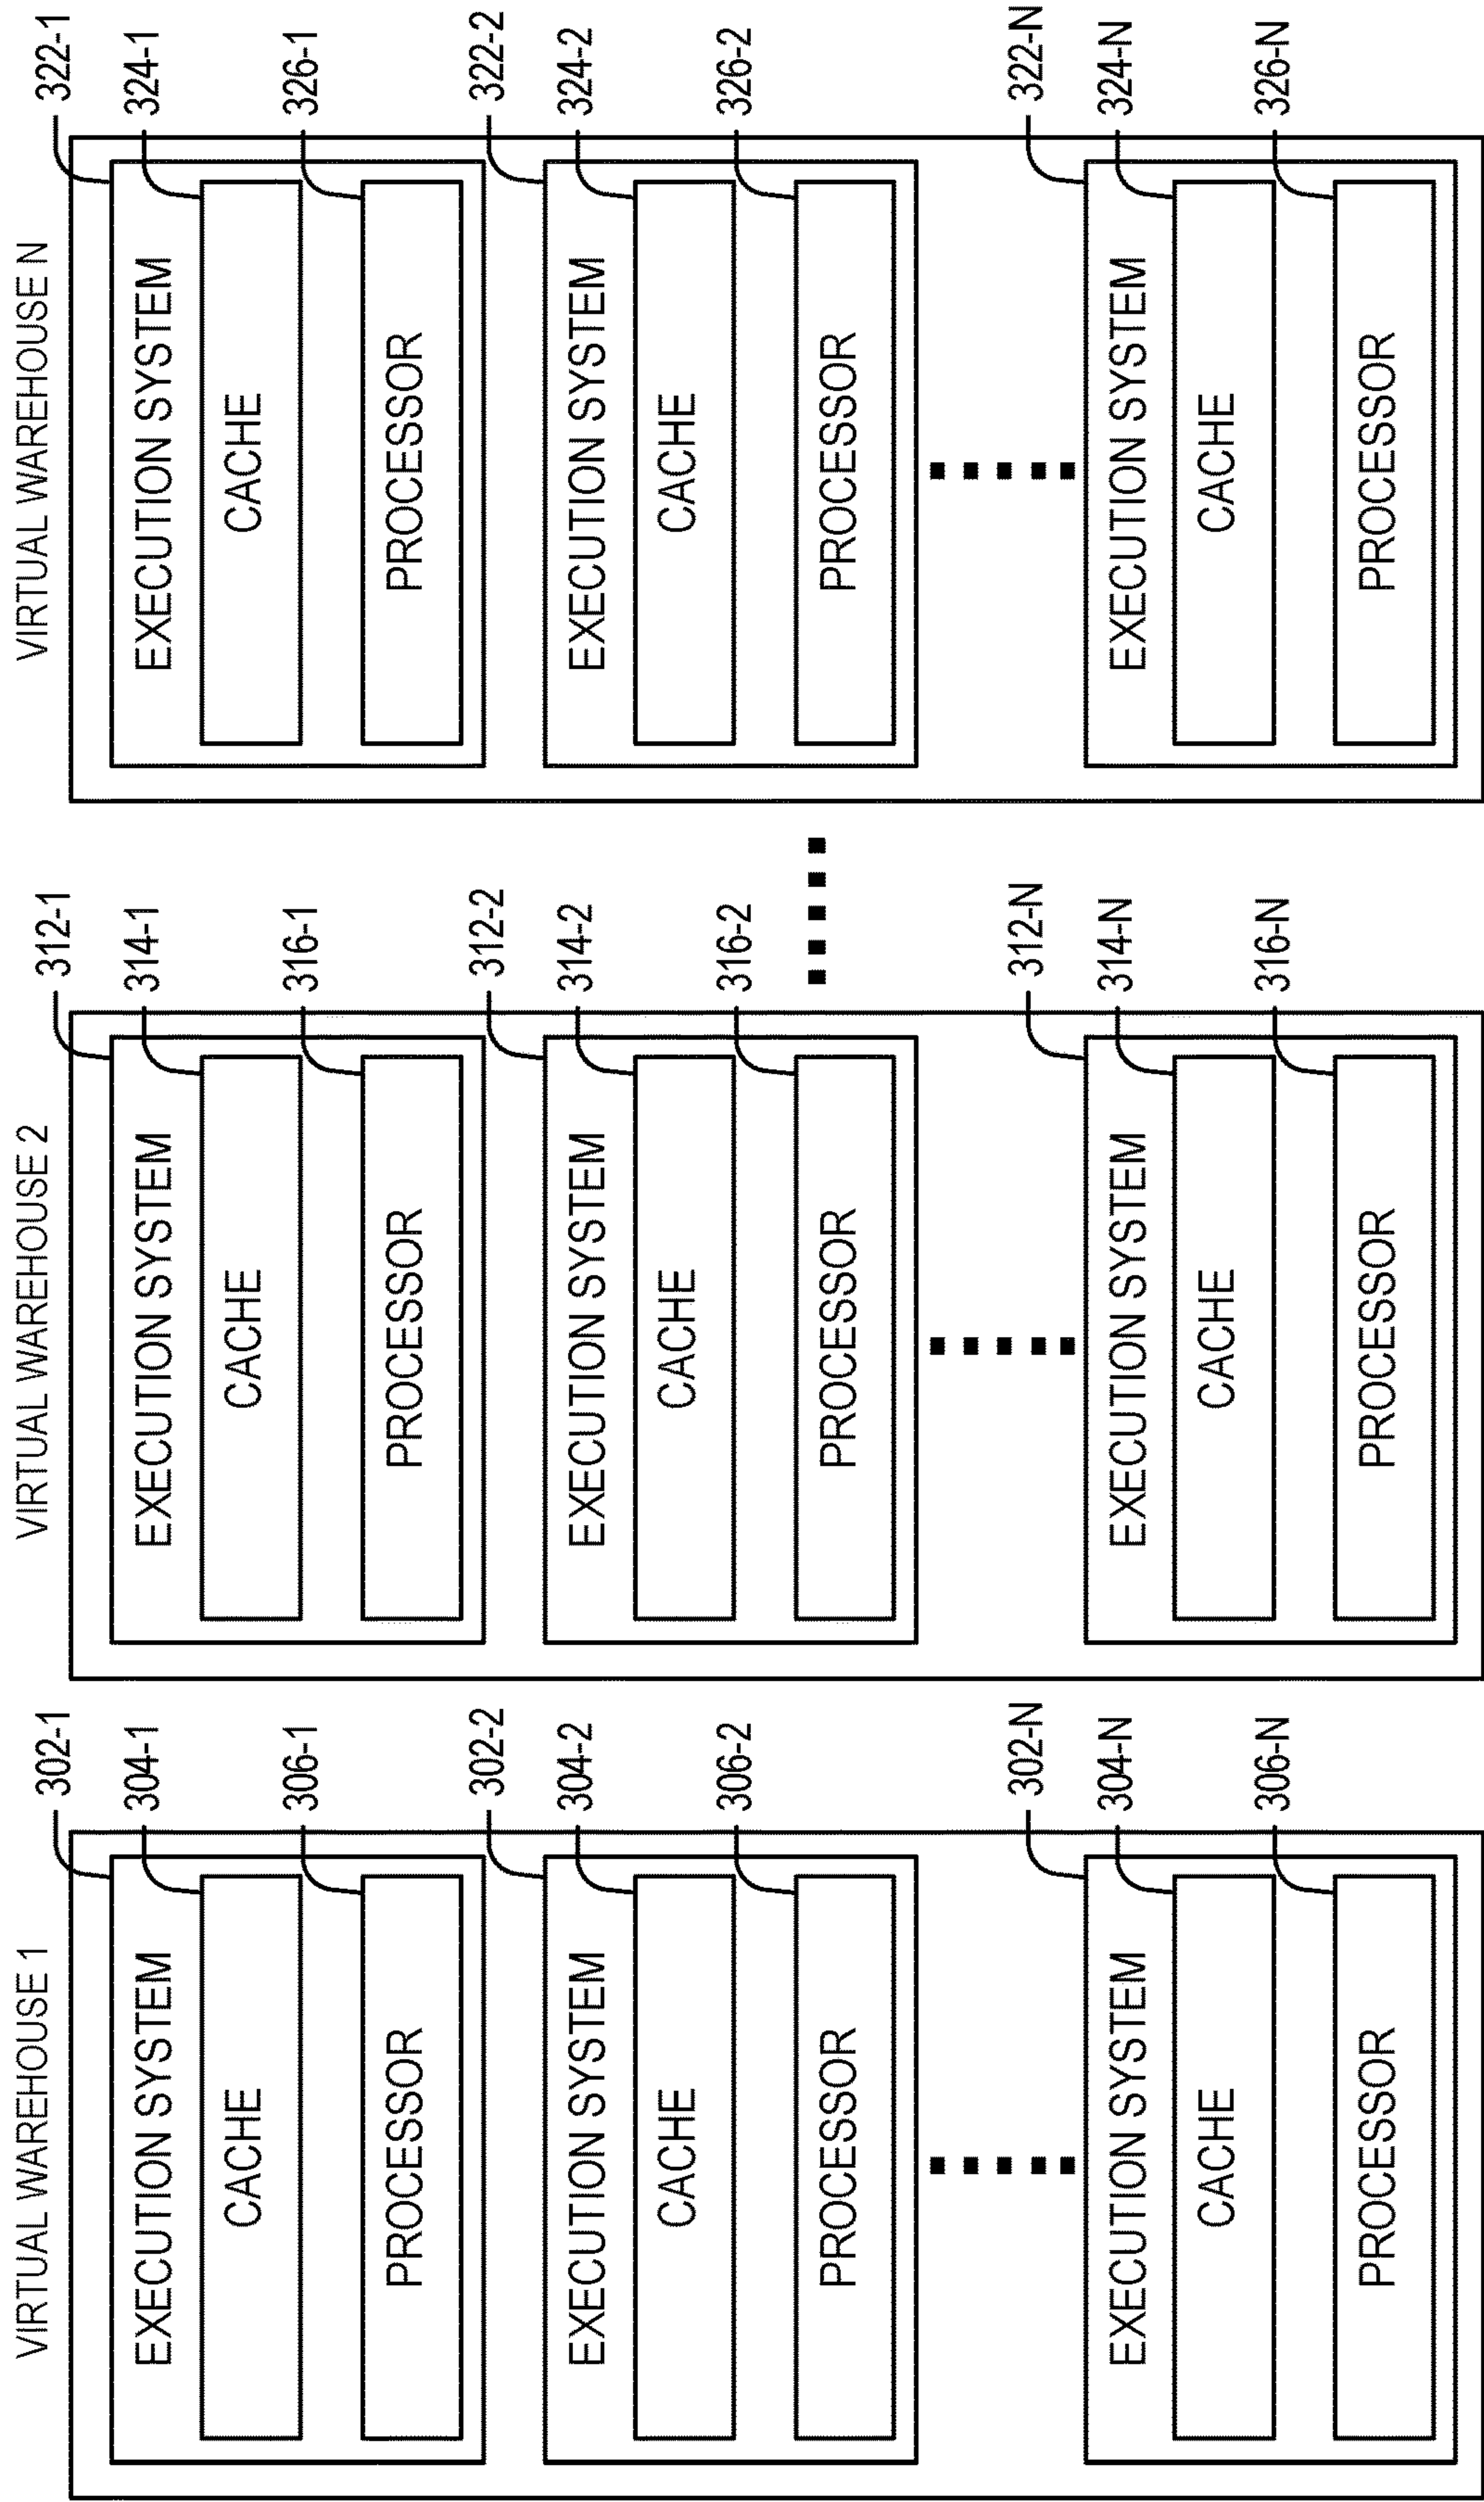 VIRTUAL WAREHOUSE 1
302-1
EXECUTION SYSTEM
304-1
CACHE
306-1
PROCESSOR
302-2
EXECUTION SYSTEM
304-2
CACHE
306-2
PROCESSOR
302-N
EXECUTION SYSTEM
304-N
CACHE
306-N
PROCESSOR
VIRTUAL WAREHOUSE 2
312-1
EXECUTION SYSTEM
314-1
CACHE
316-1
PROCESSOR
312-2
EXECUTION SYSTEM
314-2
CACHE
316-2
PROCESSOR
312-N
EXECUTION SYSTEM
314-N
CACHE
316-N
PROCESSOR
VIRTUAL WAREHOUSE N
322-1
EXECUTION SYSTEM
324-1
CACHE
326-1
PROCESSOR
322-2
EXECUTION SYSTEM
324-2
CACHE
326-2
PROCESSOR
322-N
EXECUTION SYSTEM
324-N
CACHE
326-N
PROCESSOR